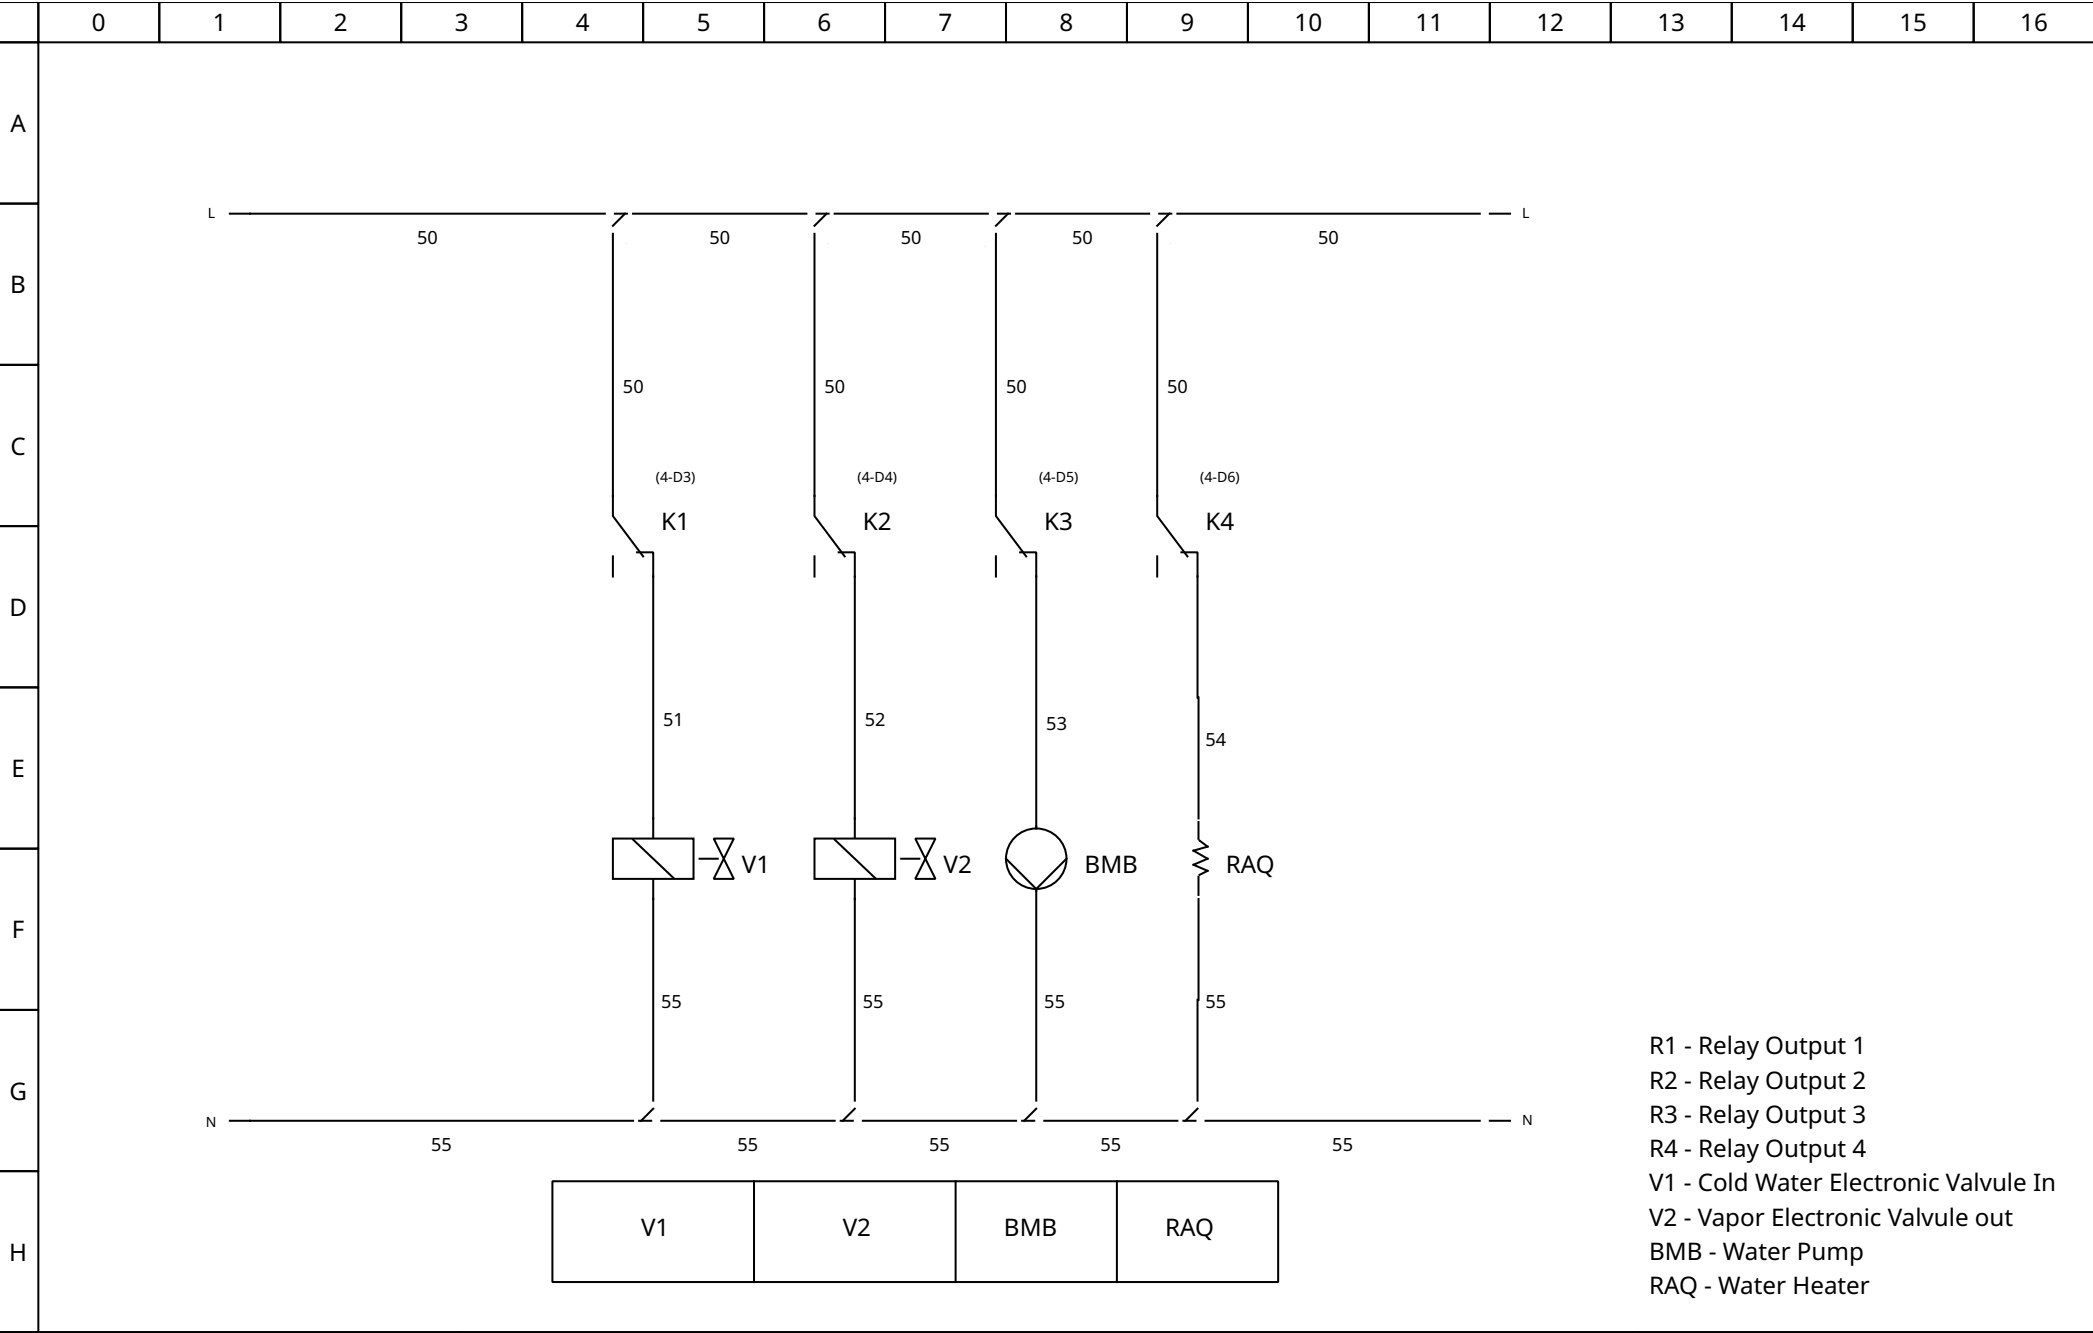 0 1 2 3 4 5 6 7 8 9 10 11 12 13 14 15 16
A
L L
50 50 50 50 50
B
50 50 50 50
C
(4-D3) (4-D4) (4-D5) (4-D6)
K1 K2 K3 K4
D
51 52 53 54
E
V1 V2 BMB RAQ
F
55 55 55 55
G
N N
55 55 55 55 55
V1 V2 BMB RAQ
H
R1 - Relay Output 1
R2 - Relay Output 2
R3 - Relay Output 3
R4 - Relay Output 4
V1 - Cold Water Electronic Valvule In
V2 - Vapor Electronic Valvule out
BMB - Water Pump
RAQ - Water Heater